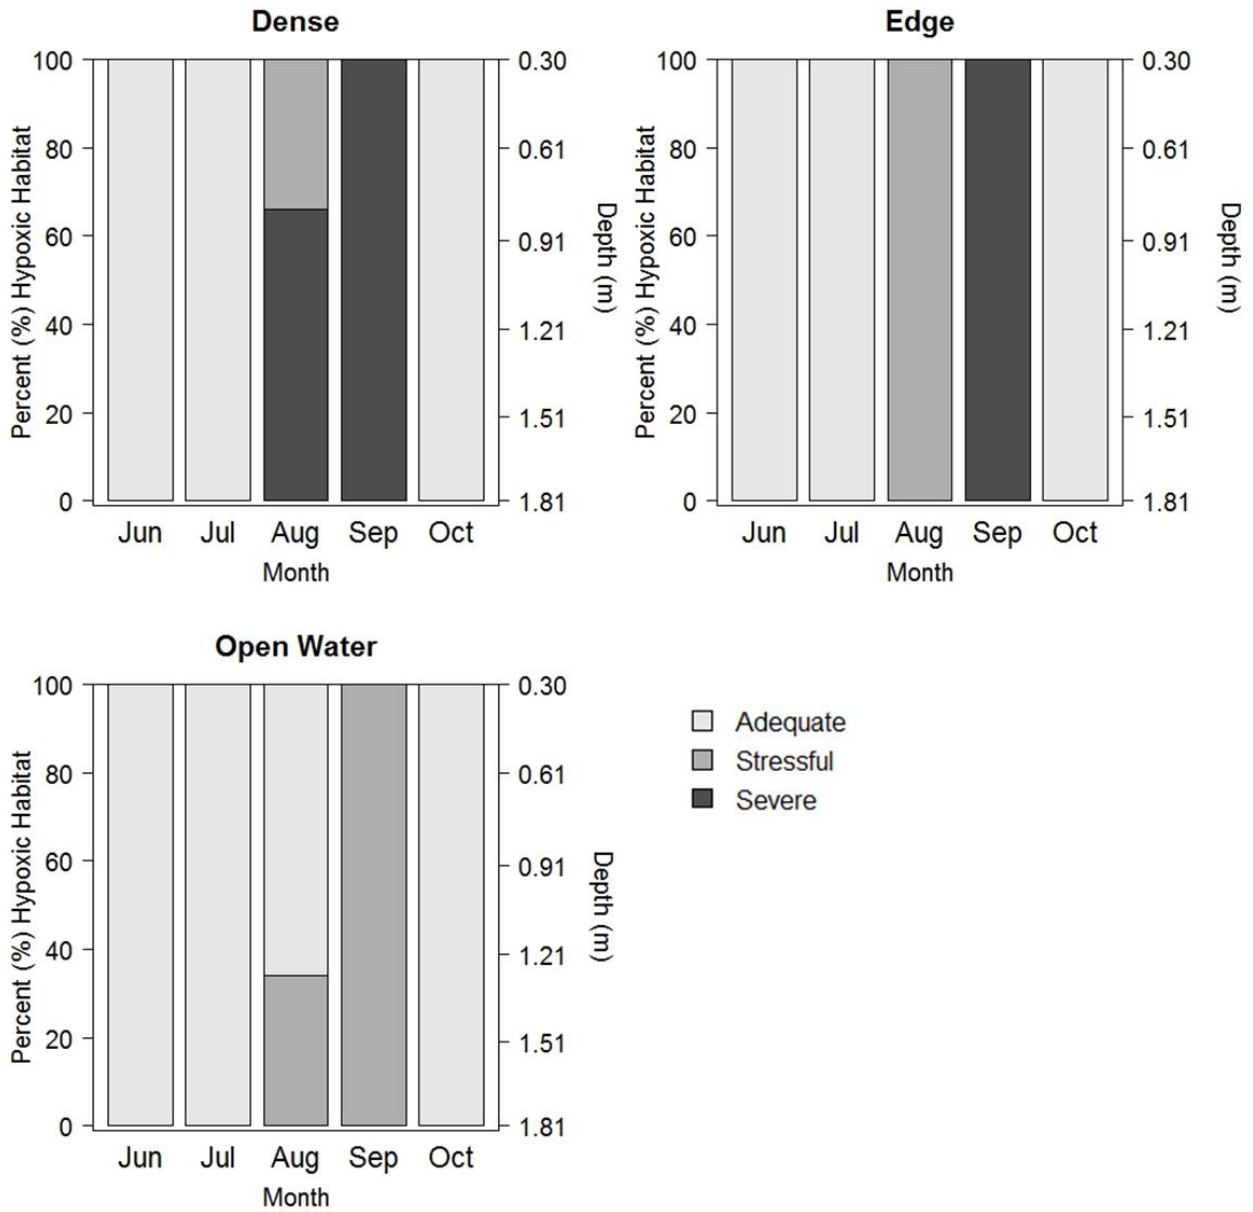 Dense
Percent (%) Hypoxic Habitat
100
80
60
40
20
0
0.30
0.61
0.91
1.21
1.51
1.81
Depth (m)
Jun Jul Aug Sep Oct
Month
Edge
Percent (%) Hypoxic Habitat
100
80
60
40
20
0
0.30
0.61
0.91
1.21
1.51
1.81
Depth (m)
Jun Jul Aug Sep Oct
Month
Open Water
Percent (%) Hypoxic Habitat
100
80
60
40
20
0
0.30
0.61
0.91
1.21
1.51
1.81
Depth (m)
Jun Jul Aug Sep Oct
Month
Adequate
Stressful
Severe